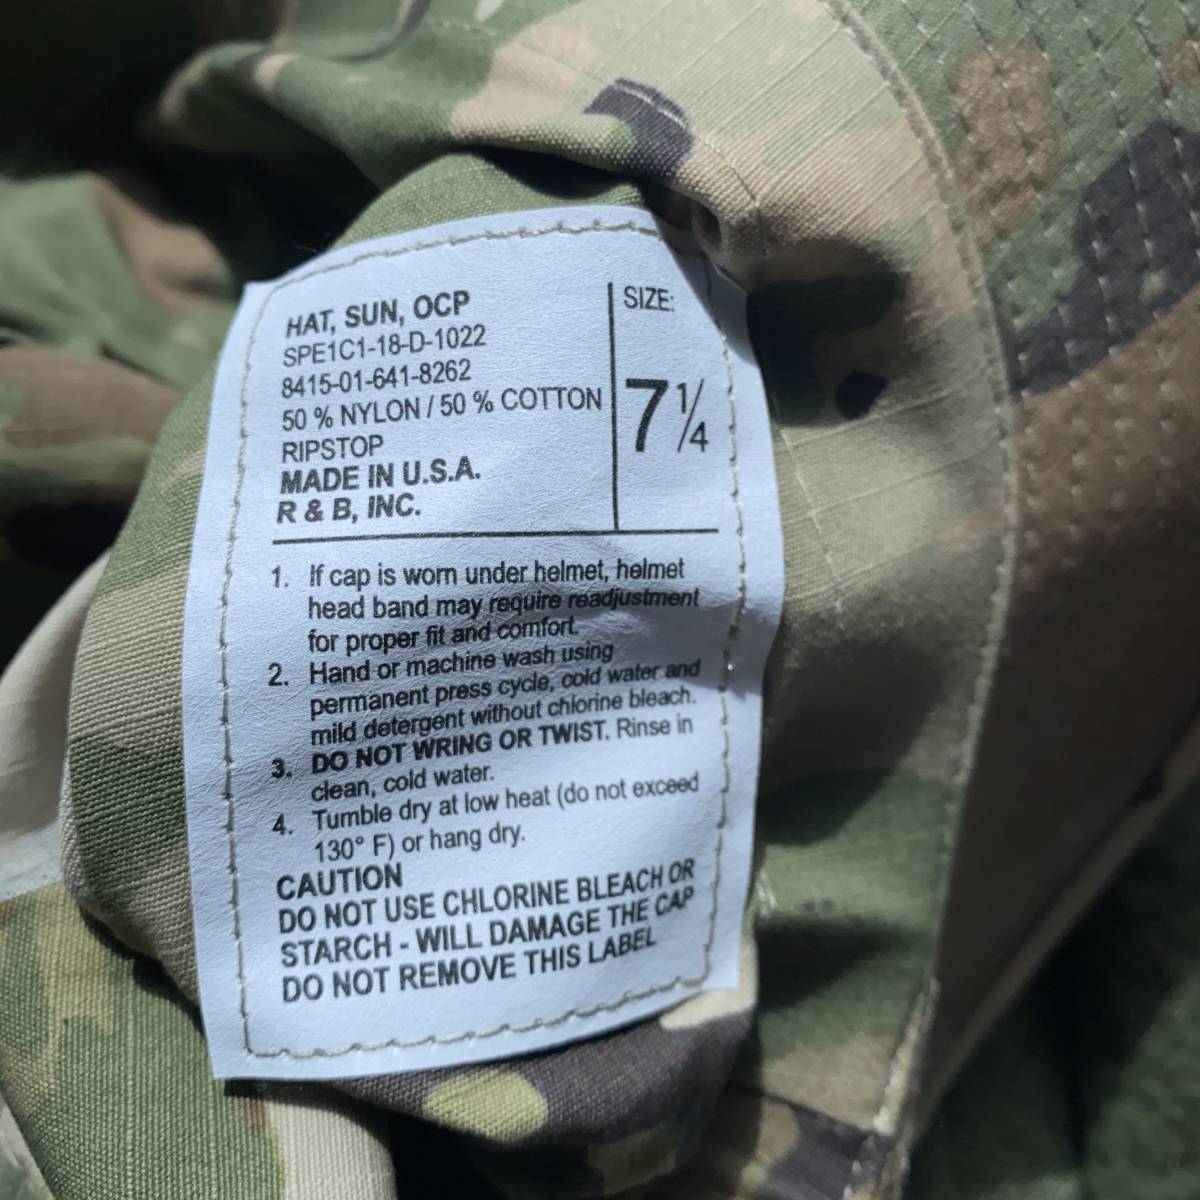 HAT, SUN, OCP
SPE1C1-18-D-1022
8415-01-641-8262
50 % NYLON / 50 % COTTON
RIPSTOP
MADE IN U.S.A.
R & B, INC.
SIZE:
7 1/4
1. If cap is worn under helmet, helmet
head band may require readjustment
for proper fit and comfort.
2. Hand or machine wash using
permanent press cycle, cold water and
mild detergent without chlorine bleach.
3. DO NOT WRING OR TWIST. Rinse in
clean, cold water.
4. Tumble dry at low heat (do not exceed
130° F) or hang dry.
CAUTION
DO NOT USE CHLORINE BLEACH OR
STARCH - WILL DAMAGE THE CAP
DO NOT REMOVE THIS LABEL